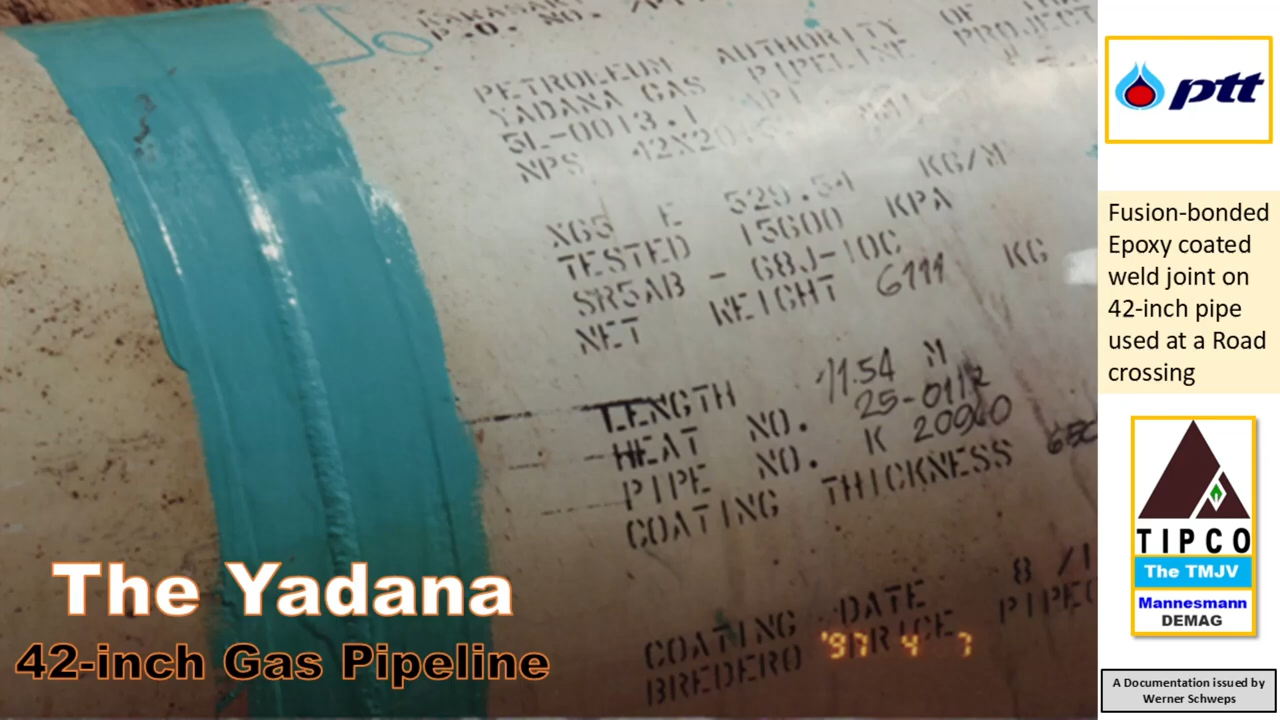 P.O. NO.
PETROLEUM AUTHORITY OF
YADANA GAS PIPELINE PROJECT
5L-0013.1 API
NPS
X65 E 529.54 KG/M
TESTED 15600 KPA
SR5AB - G8J-10C
NET WEIGHT 6111 KG
LENGTH 11.54 M
HEAT NO. 25-0112
PIPE NO. K 20960
COATING THICKNESS
COATING DATE 8
BREDERO PRICE
'97 4 7
The Yadana
42-inch Gas Pipeline
ptt
Fusion-bonded
Epoxy coated
weld joint on
42-inch pipe
used at a Road
crossing
TIPCO
The TMJV
Mannesmann
DEMAG
A Documentation issued by
Werner Schweps